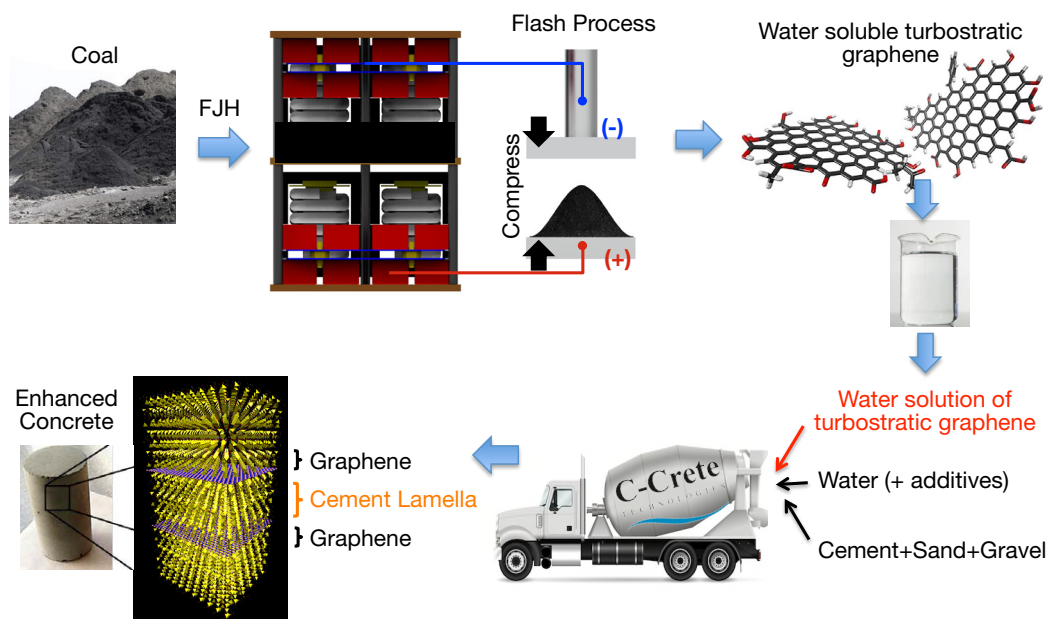 Coal
FJH
Flash Process
(-)
Compress
(+)
Water soluble turbostratic
graphene
Water solution of
turbostratic graphene
Water (+ additives)
Cement+Sand+Gravel
C-Crete
TECHNOLOGIES
Enhanced
Concrete
} Graphene
} Cement Lamella
} Graphene